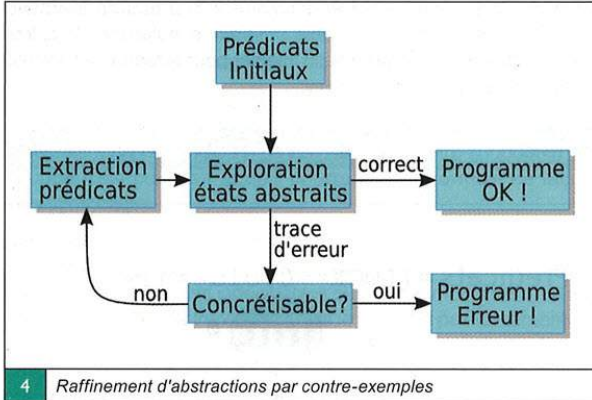 Prédicats
Initiaux
Extraction
prédicats
Exploration
états abstraits
correct
Programme
OK !
trace
d'erreur
non
Concrétisable?
oui
Programme
Erreur !
4 Raffinement d'abstractions par contre-exemples